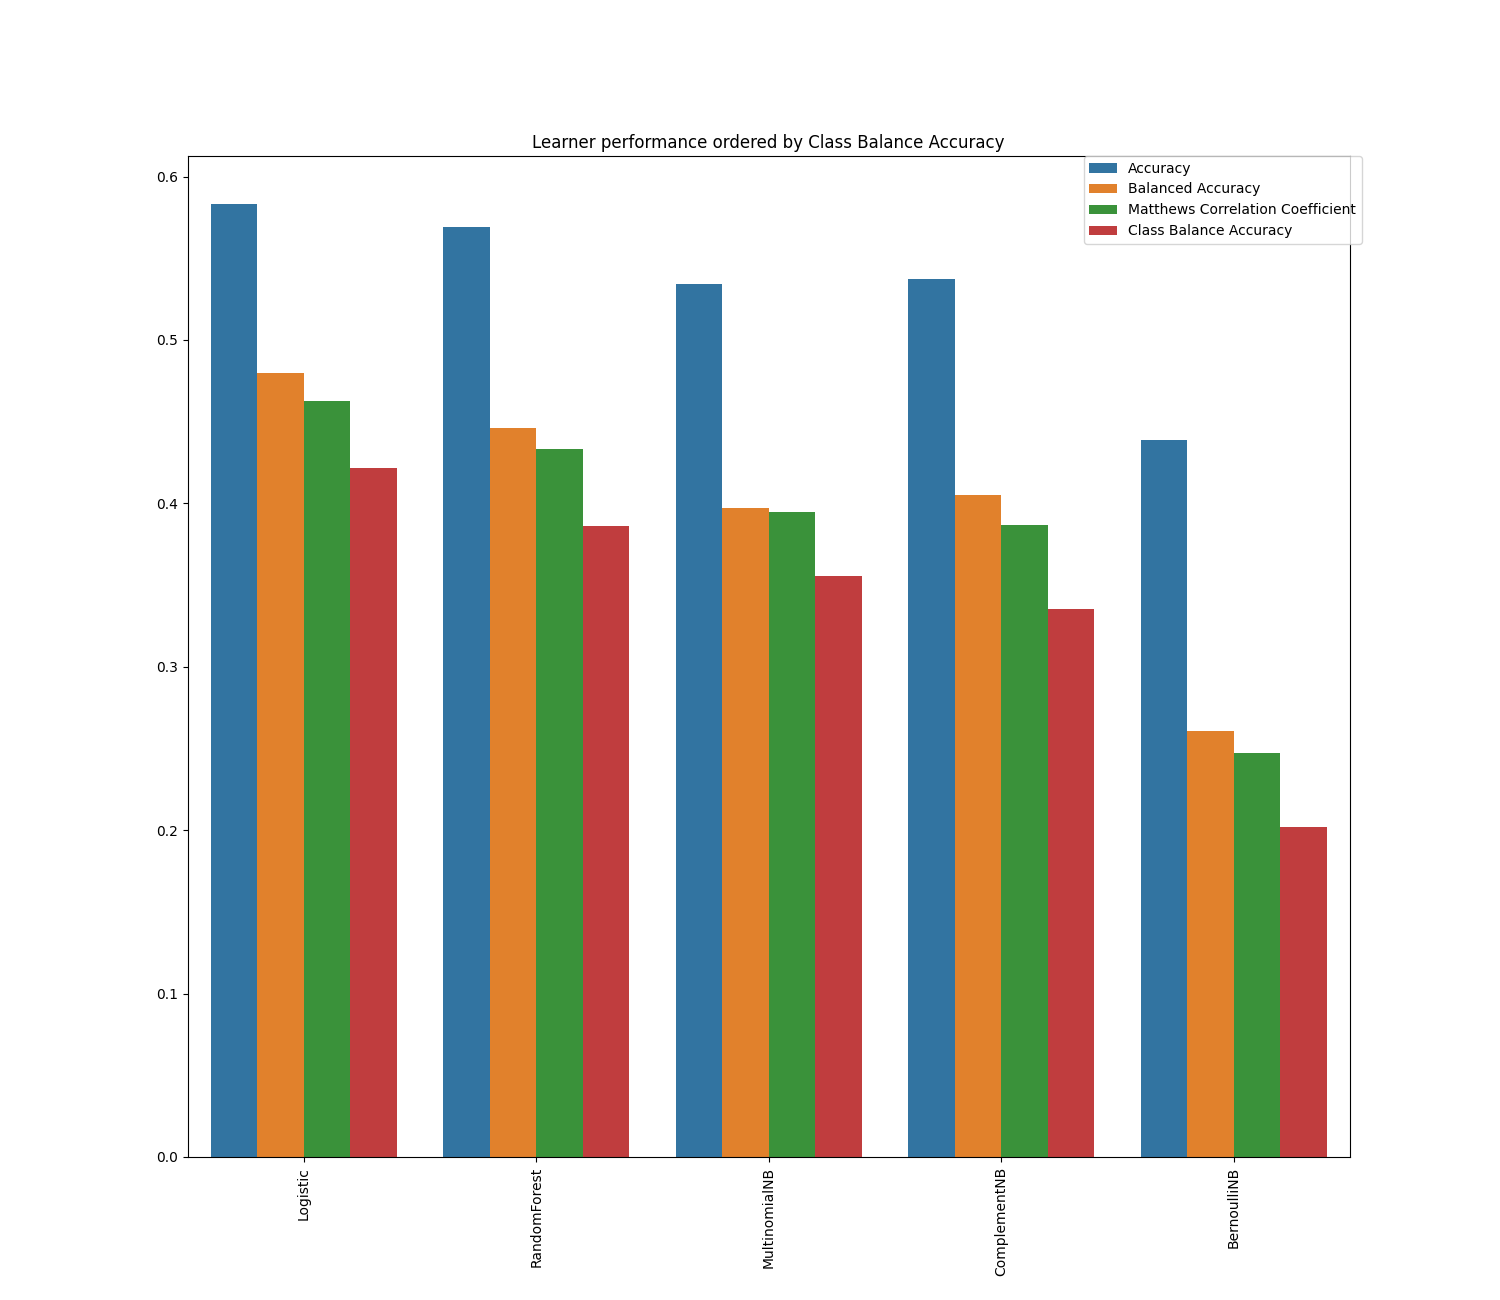 Learner performance ordered by Class Balance Accuracy
Accuracy
Balanced Accuracy
Matthews Correlation Coefficient
Class Balance Accuracy
0.6
0.5
0.4
0.3
0.2
0.1
0.0
Logistic
RandomForest
MultinomialNB
ComplementNB
BernoulliNB